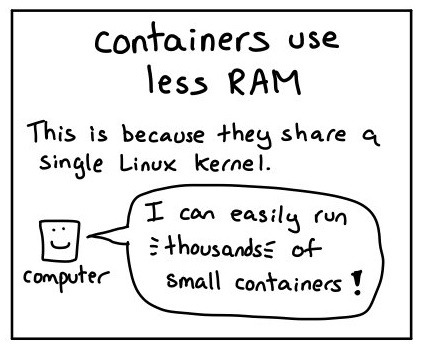 containers use
less RAM
This is because they share a
single Linux kernel.
I can easily run
thousands of
small containers!
computer